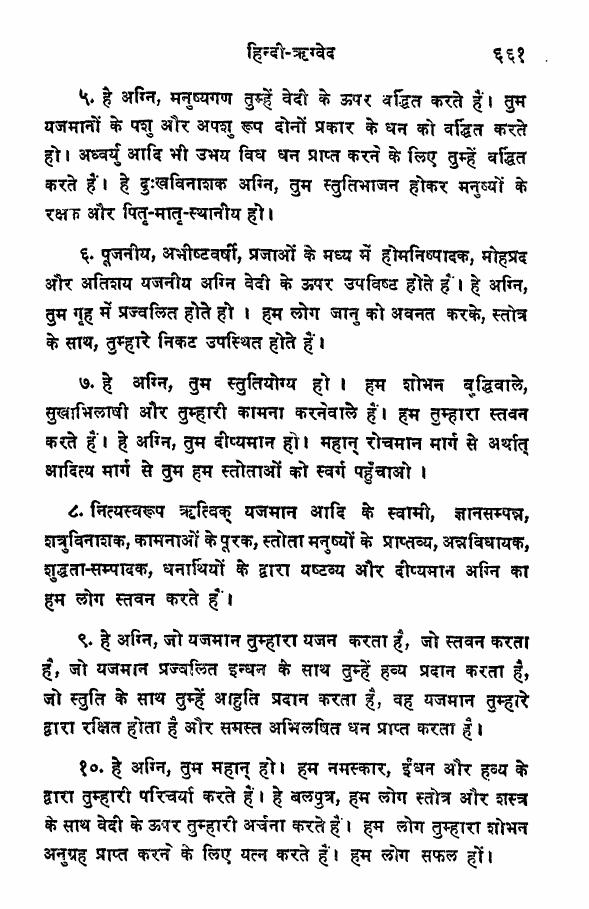 हिन्दी-ऋग्वेद ६६१
५. हे अग्नि, मनुष्यगण तुम्हें वेदी के ऊपर वर्द्धित करते हैं। तुम
यजमानों के पशु और अपशु रूप दोनों प्रकार के धन को वर्द्धित करते
हो। अध्वर्यु आदि भी उभय विध धन प्राप्त करने के लिए तुम्हें वर्द्धित
करते हैं। हे दुःखविनाशक अग्नि, तुम स्तुतिभाजन होकर मनुष्यों के
रक्षक और पितृ-मातृ-स्थानीय हो।
६. पूजनीय, अभीष्टवर्षी, प्रजाओं के मध्य में होमनिष्पादक, मोहप्रद
और अतिशय यजनीय अग्नि वेदी के ऊपर उपविष्ट होते हैं। हे अग्नि,
तुम गृह में प्रज्वलित होते हो । हम लोग जानु को अवनत करके, स्तोत्र
के साथ, तुम्हारे निकट उपस्थित होते हैं।
७. हे अग्नि, तुम स्तुतियोग्य हो । हम शोभन बुद्धिवाले,
सुखाभिलाषी और तुम्हारी कामना करनेवाले हैं। हम तुम्हारा स्तवन
करते हैं। हे अग्नि, तुम दीप्यमान हो। महान् रोचमान मार्ग से अर्थात्
आदित्य मार्ग से तुम हम स्तोताओं को स्वर्ग पहुँचाओ ।
८. नित्यस्वरूप ऋत्विक् यजमान आदि के स्वामी, ज्ञानसम्पन्न,
शत्रुविनाशक, कामनाओं के पूरक, स्तोता मनुष्यों के प्राप्तव्य, अन्नविधायक,
शुद्धता-सम्पादक, धनार्थियों के द्वारा यष्टव्य और दीप्यमान अग्नि का
हम लोग स्तवन करते हैं।
९. हे अग्नि, जो यजमान तुम्हारा यजन करता है, जो स्तवन करता
है, जो यजमान प्रज्वलित इन्धन के साथ तुम्हें हव्य प्रदान करता है,
जो स्तुति के साथ तुम्हें आहुति प्रदान करता है, वह यजमान तुम्हारे
द्वारा रक्षित होता है और समस्त अभिलषित धन प्राप्त करता है।
१०. हे अग्नि, तुम महान् हो। हम नमस्कार, ईंधन और हव्य के
द्वारा तुम्हारी परिचर्या करते हैं। हे बलपुत्र, हम लोग स्तोत्र और शस्त्र
के साथ वेदी के ऊपर तुम्हारी अर्चना करते हैं। हम लोग तुम्हारा शोभन
अनुग्रह प्राप्त करने के लिए यत्न करते हैं। हम लोग सफल हों।